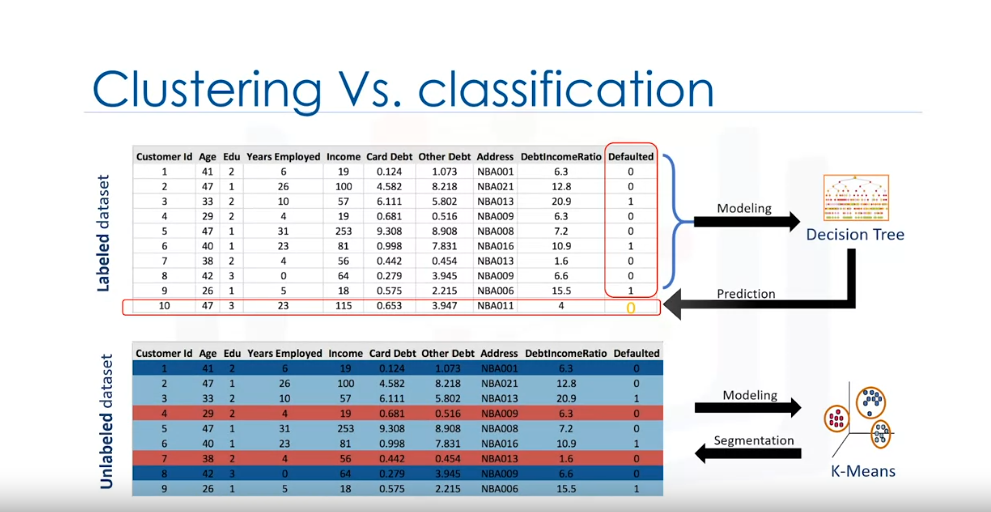 Clustering Vs. classification
Labeled dataset
Customer Id Age Edu Years Employed Income Card Debt Other Debt Address DebtIncomeRatio Defaulted
1 41 2 6 19 0.124 1.073 NBA001 6.3 0
2 47 1 26 100 4.582 8.218 NBA021 12.8 0
3 33 2 10 57 6.111 5.802 NBA013 20.9 1
4 29 2 4 19 0.681 0.516 NBA009 6.3 0
5 47 1 31 253 9.308 8.908 NBA008 7.2 0
6 40 1 23 81 0.998 7.831 NBA016 10.9 1
7 38 2 4 56 0.442 0.454 NBA013 1.6 0
8 42 3 0 64 0.279 3.945 NBA009 6.6 0
9 26 1 5 18 0.575 2.215 NBA006 15.5 1
10 47 3 23 115 0.653 3.947 NBA011 4 0
Modeling
Decision Tree
Prediction
Unlabeled dataset
Customer Id Age Edu Years Employed Income Card Debt Other Debt Address DebtIncomeRatio Defaulted
1 41 2 6 19 0.124 1.073 NBA001 6.3 0
2 47 1 26 100 4.582 8.218 NBA021 12.8 0
3 33 2 10 57 6.111 5.802 NBA013 20.9 1
4 29 2 4 19 0.681 0.516 NBA009 6.3 0
5 47 1 31 253 9.308 8.908 NBA008 7.2 0
6 40 1 23 81 0.998 7.831 NBA016 10.9 1
7 38 2 4 56 0.442 0.454 NBA013 1.6 0
8 42 3 0 64 0.279 3.945 NBA009 6.6 0
9 26 1 5 18 0.575 2.215 NBA006 15.5 1
Modeling
Segmentation
K-Means